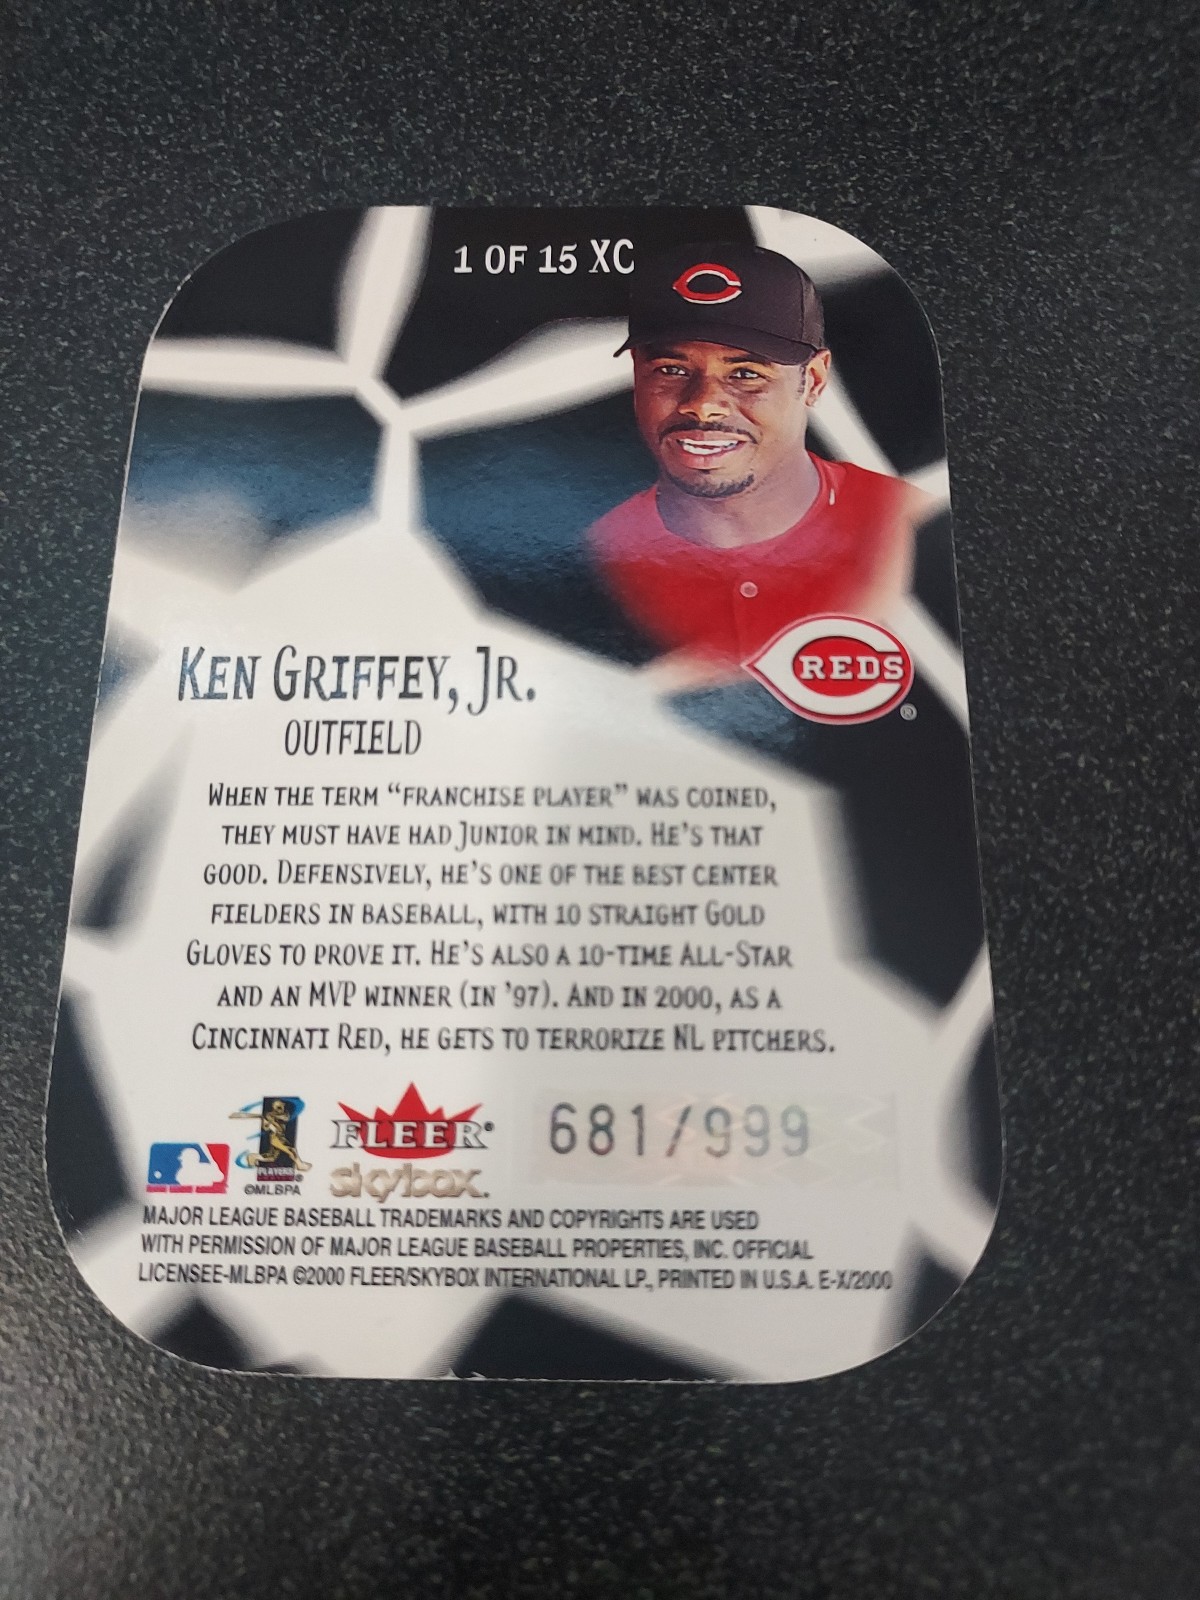 1 OF 15 XC
C
REDS
®
KEN GRIFFEY, JR.
OUTFIELD
WHEN THE TERM “FRANCHISE PLAYER” WAS COINED,
THEY MUST HAVE HAD JUNIOR IN MIND. HE’S THAT
GOOD. DEFENSIVELY, HE’S ONE OF THE BEST CENTER
FIELDERS IN BASEBALL, WITH 10 STRAIGHT GOLD
GLOVES TO PROVE IT. HE’S ALSO A 10-TIME ALL-STAR
AND AN MVP WINNER (IN ’97). AND IN 2000, AS A
CINCINNATI RED, HE GETS TO TERRORIZE NL PITCHERS.
681/999
FLEER®
skybox.
PLAYERS
©MLBPA
MAJOR LEAGUE BASEBALL TRADEMARKS AND COPYRIGHTS ARE USED
WITH PERMISSION OF MAJOR LEAGUE BASEBALL PROPERTIES, INC. OFFICIAL
LICENSEE-MLBPA ©2000 FLEER/SKYBOX INTERNATIONAL LP., PRINTED IN U.S.A. E-X/2000